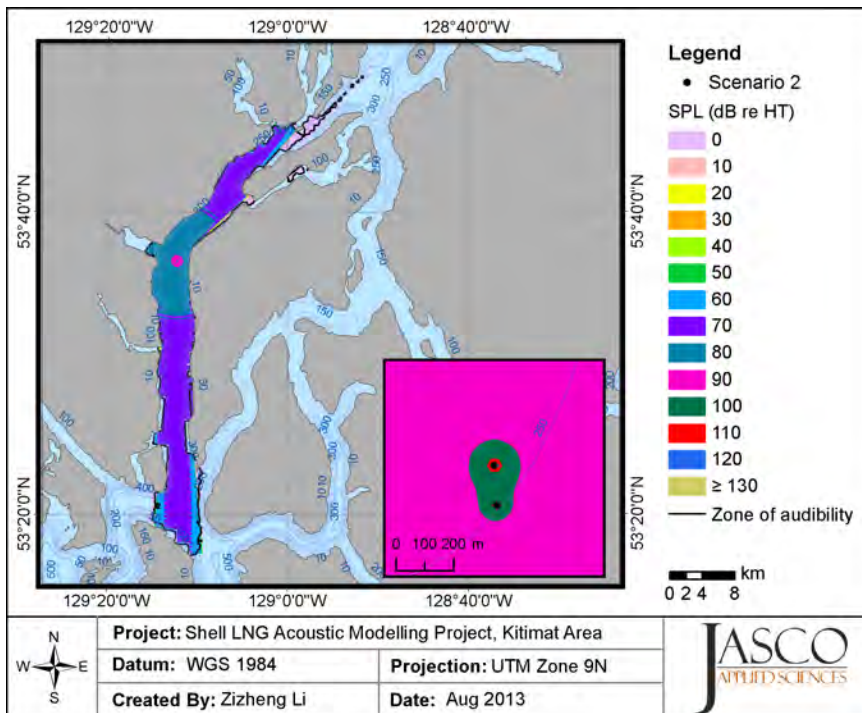 129°20'0"W 129°0'0"W 128°40'0"W
53°40'0"N
53°20'0"N
53°40'0"N
53°20'0"N
129°20'0"W 129°0'0"W 128°40'0"W
0 100 200 m
Legend
Scenario 2
SPL (dB re HT)
0
10
20
30
40
50
60
70
80
90
100
110
120
≥ 130
Zone of audibility
km
0 2 4 8
N
W E
S
Project: Shell LNG Acoustic Modelling Project, Kitimat Area
Datum: WGS 1984
Projection: UTM Zone 9N
Created By: Zizheng Li
Date: Aug 2013
JASCO
APPLIED SCIENCES